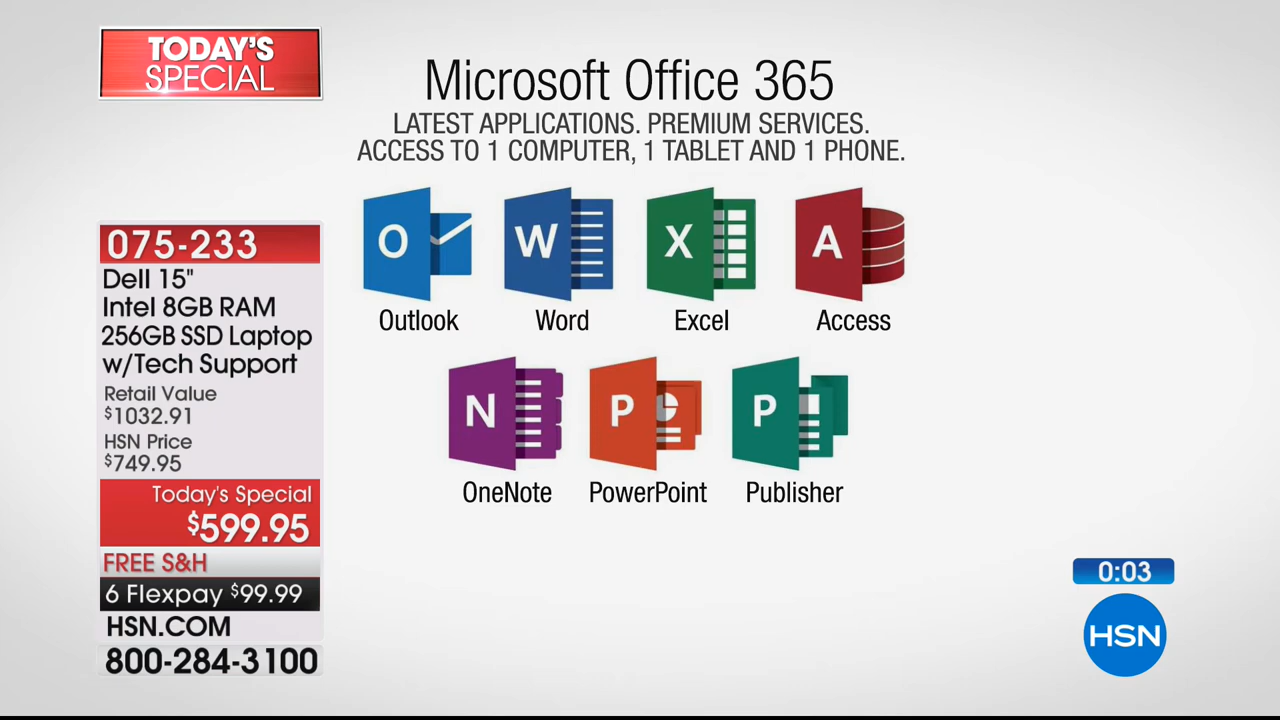 TODAY'S
SPECIAL
Microsoft Office 365
LATEST APPLICATIONS. PREMIUM SERVICES.
ACCESS TO 1 COMPUTER, 1 TABLET AND 1 PHONE.
O W X A
Outlook Word Excel Access
N P P
OneNote PowerPoint Publisher
075-233
Dell 15"
Intel 8GB RAM
256GB SSD Laptop
w/Tech Support
Retail Value
$1032.91
HSN Price
$749.95
Today's Special
$599.95
FREE S&H
6 Flexpay $99.99
HSN.COM
800-284-3100
0:03
HSN